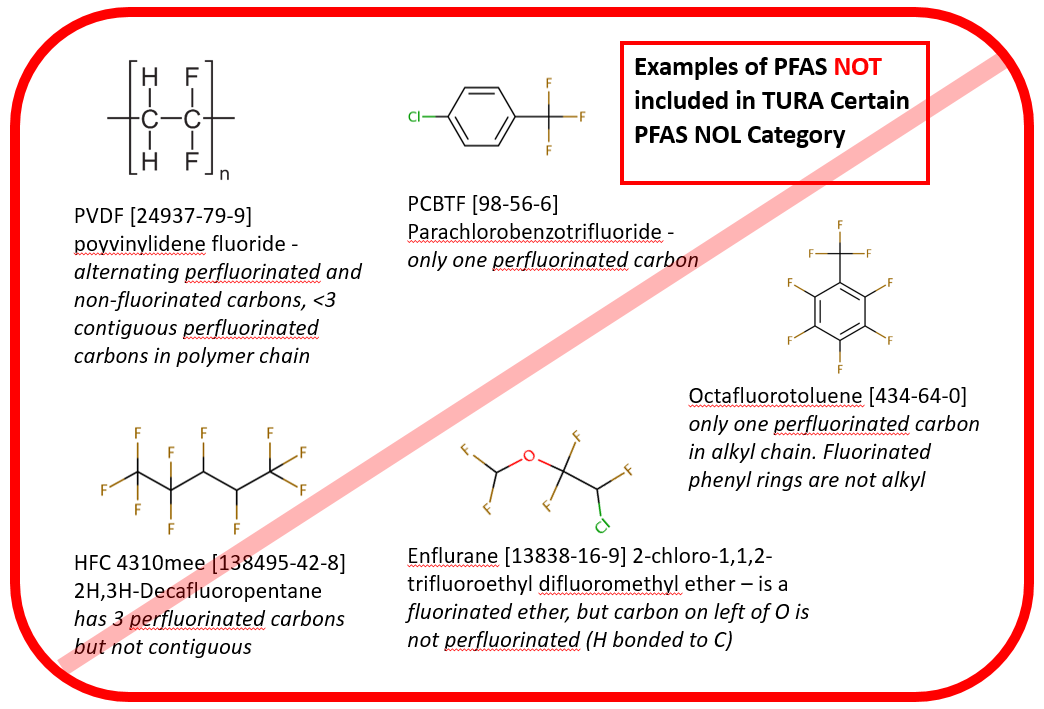 Examples of PFAS NOT
included in TURA Certain
PFAS NOL Category
H F
C C
H F
n
PVDF [24937-79-9]
poyvinylidene fluoride -
alternating perfluorinated and
non-fluorinated carbons, <3
contiguous perfluorinated
carbons in polymer chain
Cl
F
F
F
PCBTF [98-56-6]
Parachlorobenzotrifluoride -
only one perfluorinated carbon
F
F F
F F
F F
F
Octafluorotoluene [434-64-0]
only one perfluorinated carbon
in alkyl chain. Fluorinated
phenyl rings are not alkyl
F F F
F F
F F
F
F F
HFC 4310mee [138495-42-8]
2H,3H-Decafluoropentane
has 3 perfluorinated carbons
but not contiguous
F
F O F
F F
Cl
Enflurane [13838-16-9] 2-chloro-1,1,2-
trifluoroethyl difluoromethyl ether – is a
fluorinated ether, but carbon on left of O is
not perfluorinated (H bonded to C)